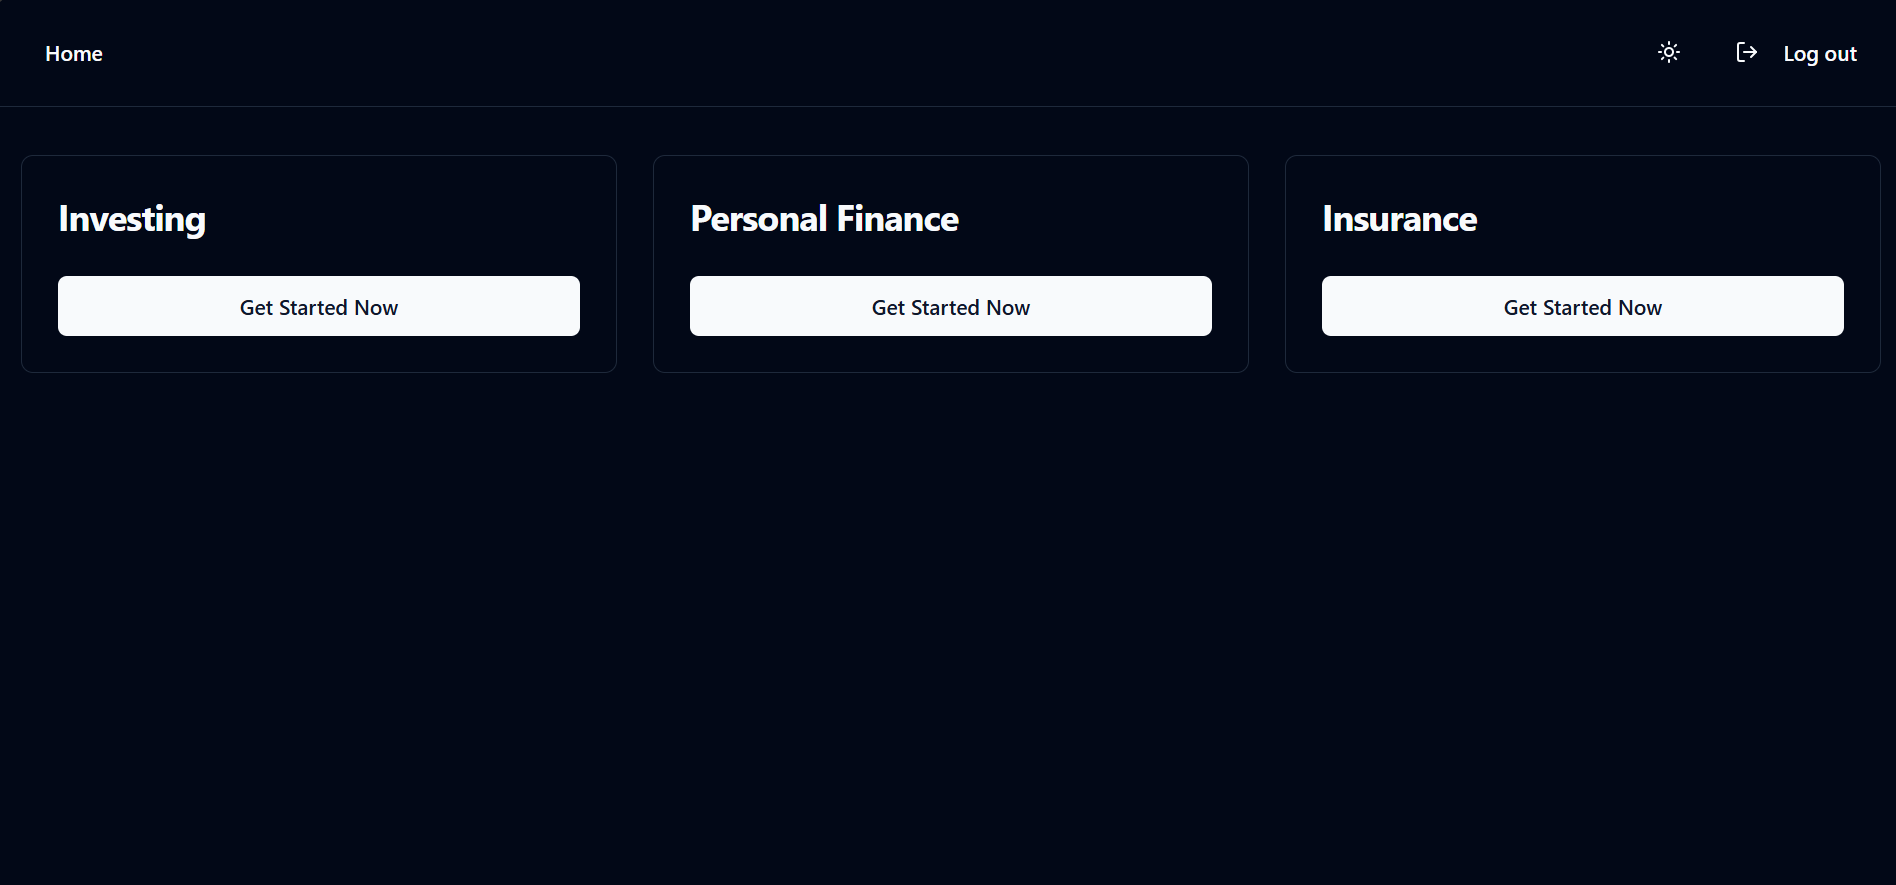 Home
Log out
Investing
Get Started Now
Personal Finance
Get Started Now
Insurance
Get Started Now